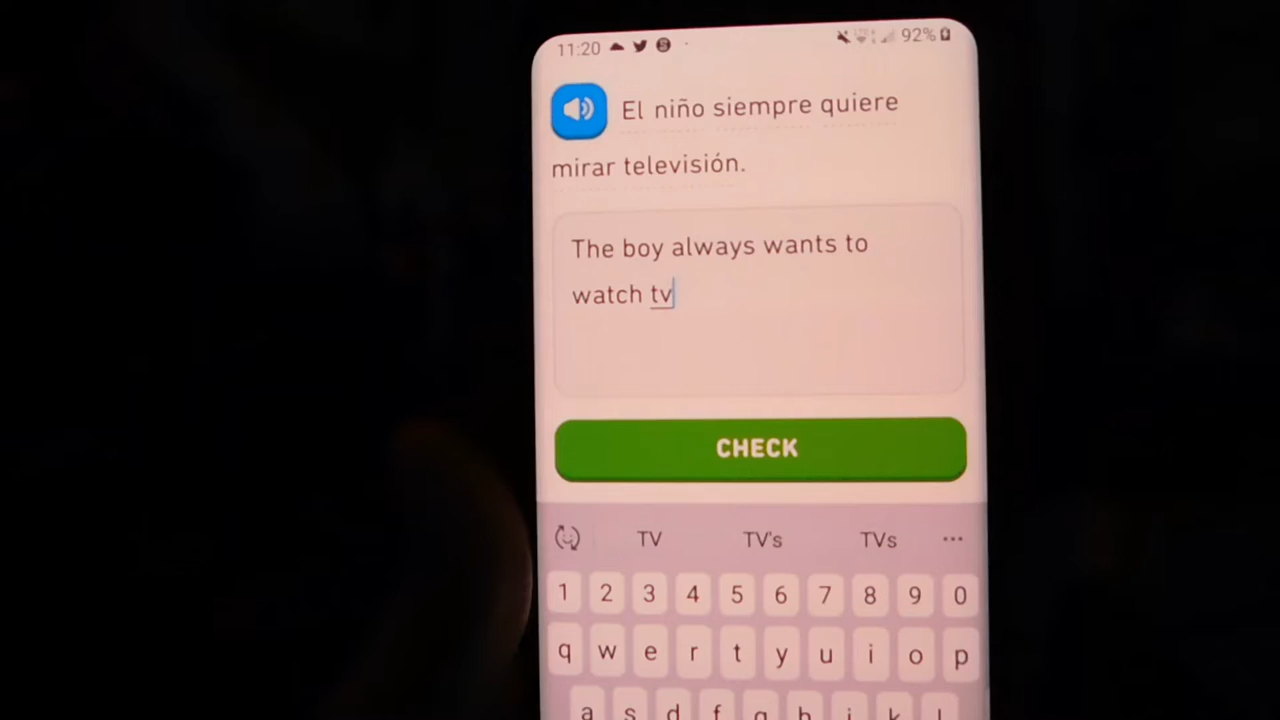 11:20 92%
El niño siempre quiere
mirar televisión.
The boy always wants to
watch tv
CHECK
TV TV's TVs ...
1 2 3 4 5 6 7 8 9 0
q w e r t y u i o p
a s d f g h j k l